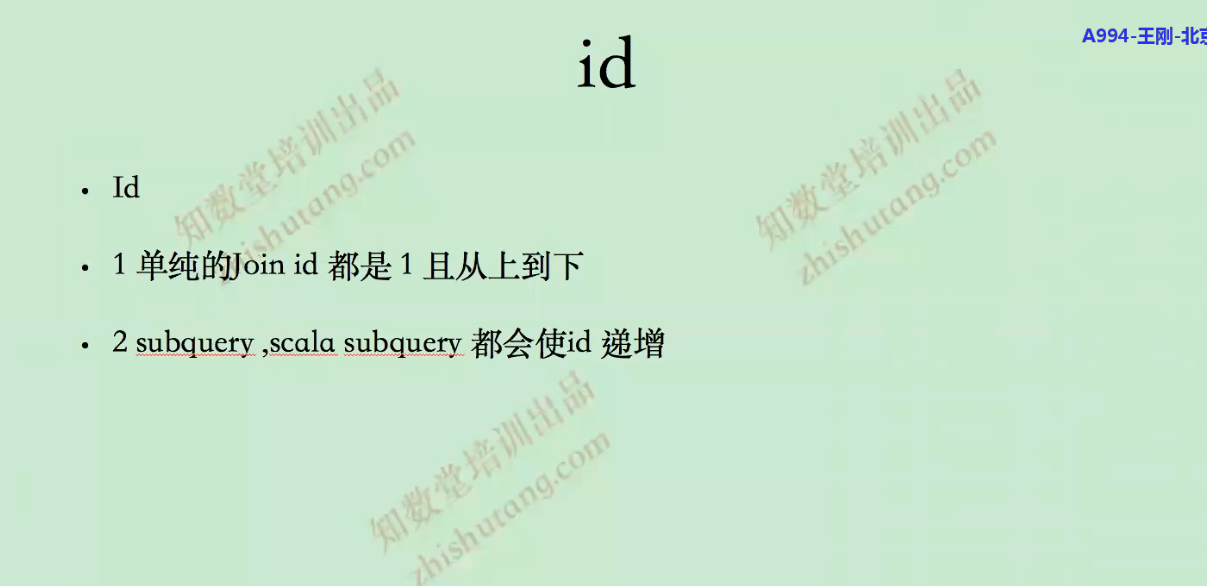 id
A994-王刚-北京
• Id
• 1 单纯的Join id 都是 1 且从上到下
• 2 subquery ,scala subquery 都会使id 递增
知数堂培训出品
zhishutang.com
知数堂培训出品
zhishutang.com
知数堂培训出品
zhishutang.com